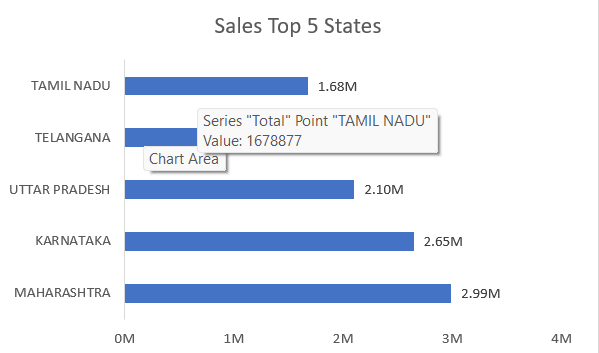 Sales Top 5 States
TAMIL NADU 1.68M
Series "Total" Point "TAMIL NADU"
Value: 1678877
TELANGANA
Chart Area
UTTAR PRADESH 2.10M
KARNATAKA 2.65M
MAHARASHTRA 2.99M
0M 1M 2M 3M 4M